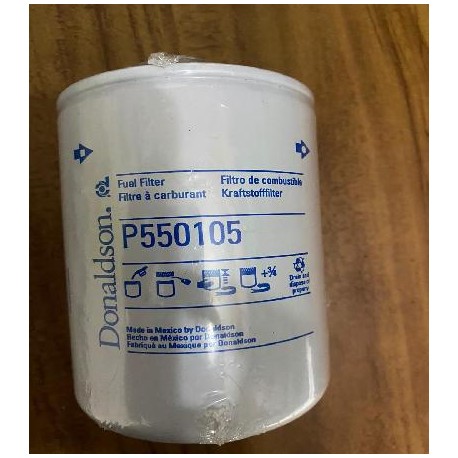 Donaldson.
Fual Filter
Filtre à carburant
Filtro de combustible
Kraftstofffilter
P550105
+¾
Drain and
dispose of
properly.
Made in Mexico by Donaldson
Hecho en México por Donaldson
Fabriqué au Mexique par Donaldson